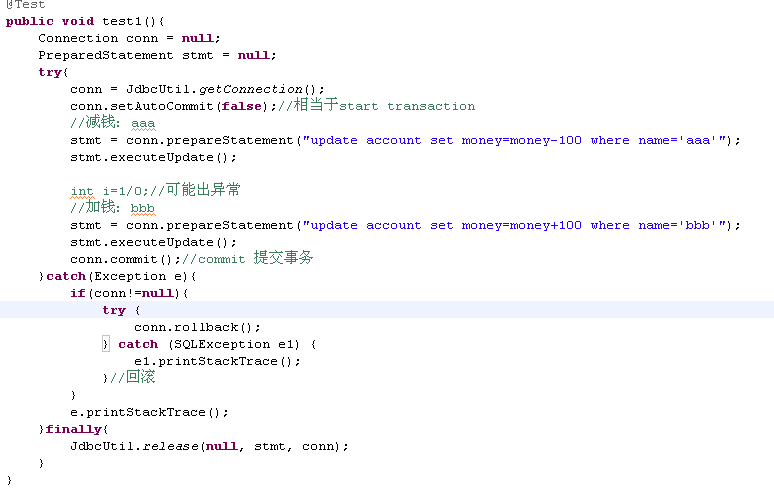 @Test
public void test1(){
    Connection conn = null;
    PreparedStatement stmt = null;
    try{
        conn = JdbcUtil.getConnection();
        conn.setAutoCommit(false);//相当于start transaction
        //减钱: aaa
        stmt = conn.prepareStatement("update account set money=money-100 where name='aaa'");
        stmt.executeUpdate();

        int i=1/0;//可能出异常
        //加钱: bbb
        stmt = conn.prepareStatement("update account set money=money+100 where name='bbb'");
        stmt.executeUpdate();
        conn.commit();//commit 提交事务
    }catch(Exception e){
        if(conn!=null){
            try {
                conn.rollback();
            } catch (SQLException e1) {
                e1.printStackTrace();
            }//回滚
        }
        e.printStackTrace();
    }finally{
        JdbcUtil.release(null, stmt, conn);
    }
}